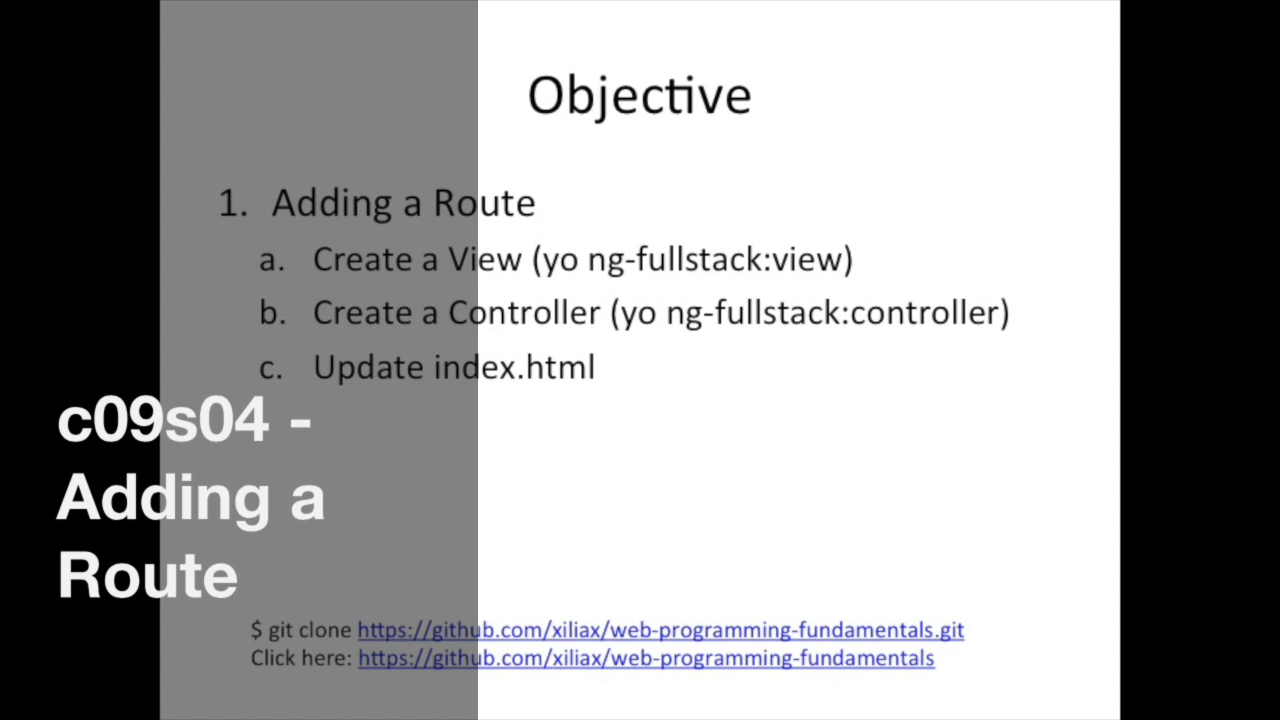 Objective
1. Adding a Route
a. Create a View (yo ng-fullstack:view)
b. Create a Controller (yo ng-fullstack:controller)
c. Update index.html
c09s04 -
Adding a
Route
$ git clone https://github.com/xiliax/web-programming-fundamentals.git
Click here: https://github.com/xiliax/web-programming-fundamentals